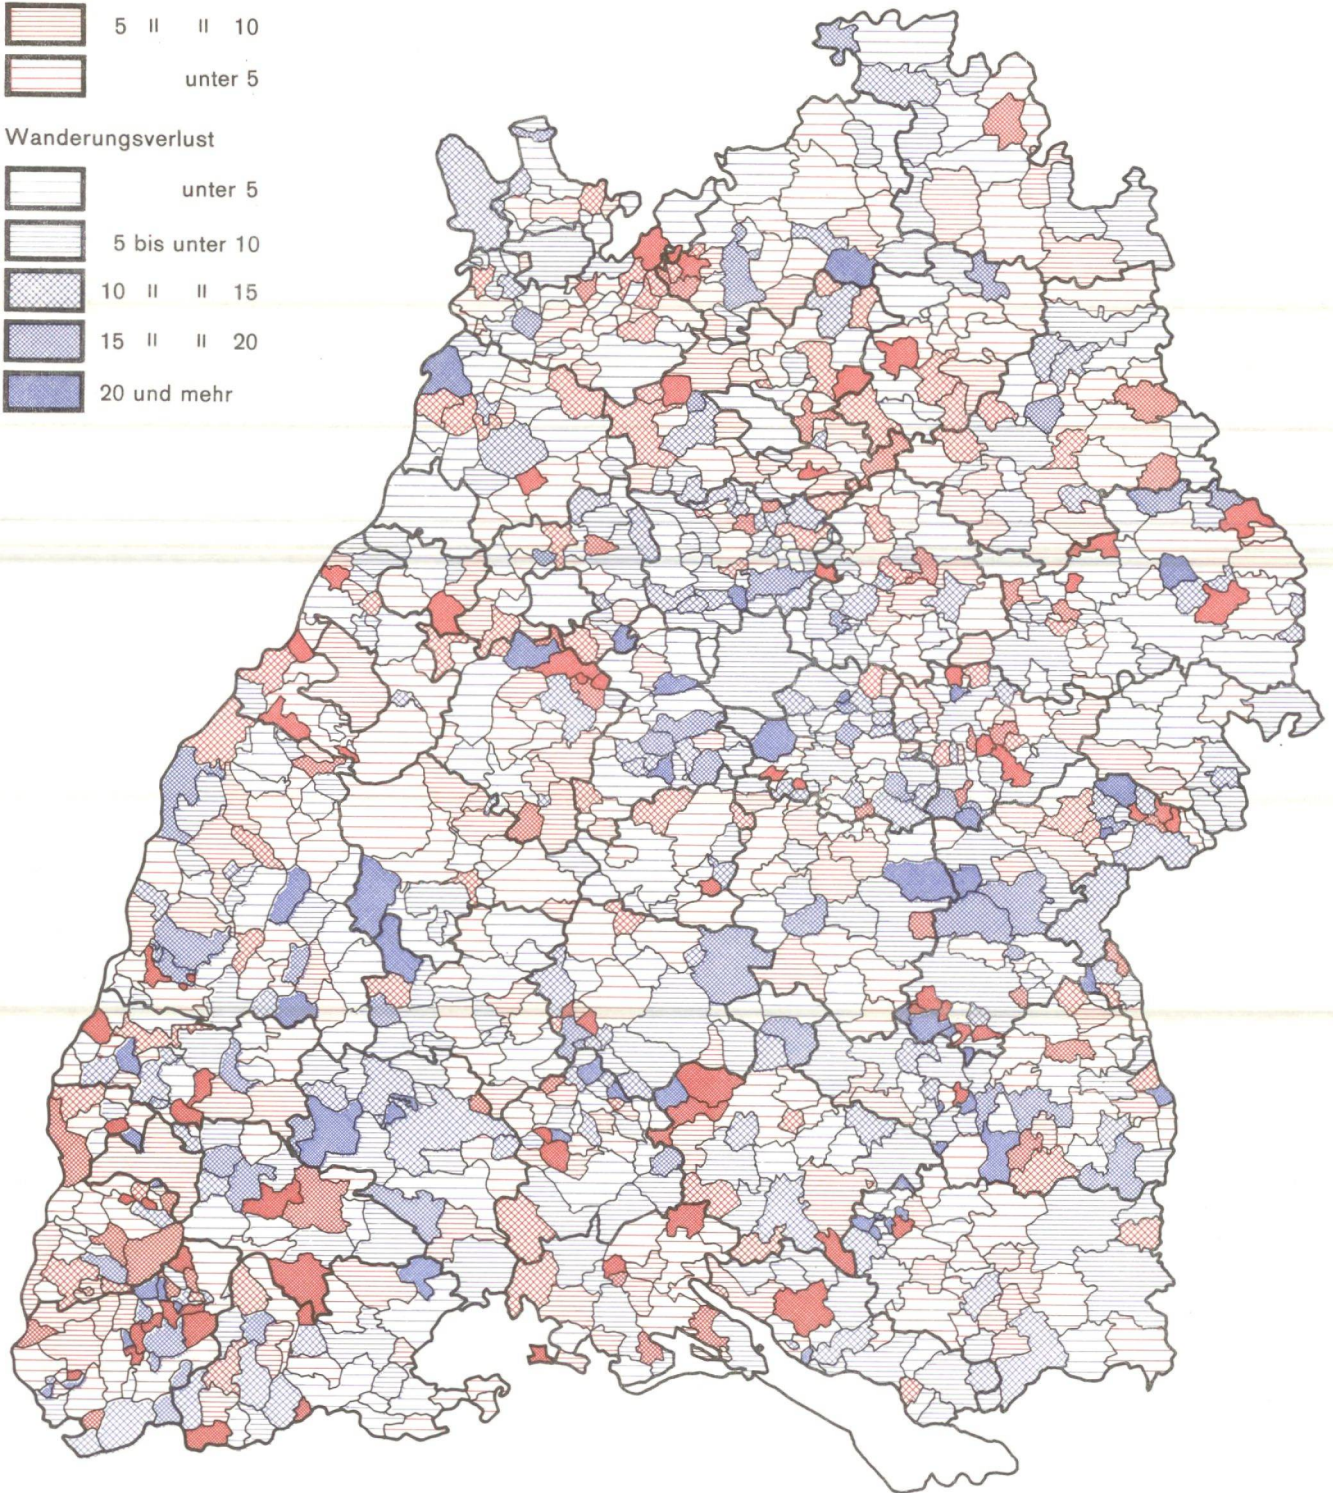 5 " " 10
unter 5
Wanderungsverlust
unter 5
5 bis unter 10
10 " " 15
15 " " 20
20 und mehr